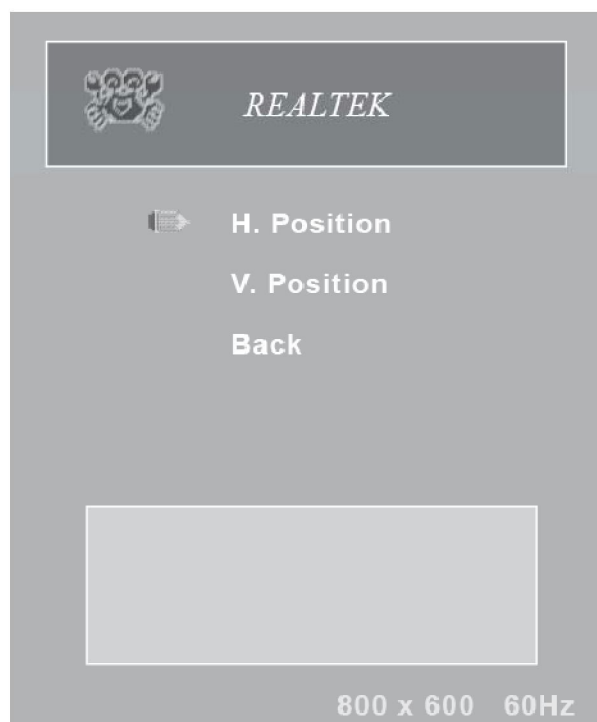 REALTEK
H. Position
V. Position
Back
800 x 600 60Hz